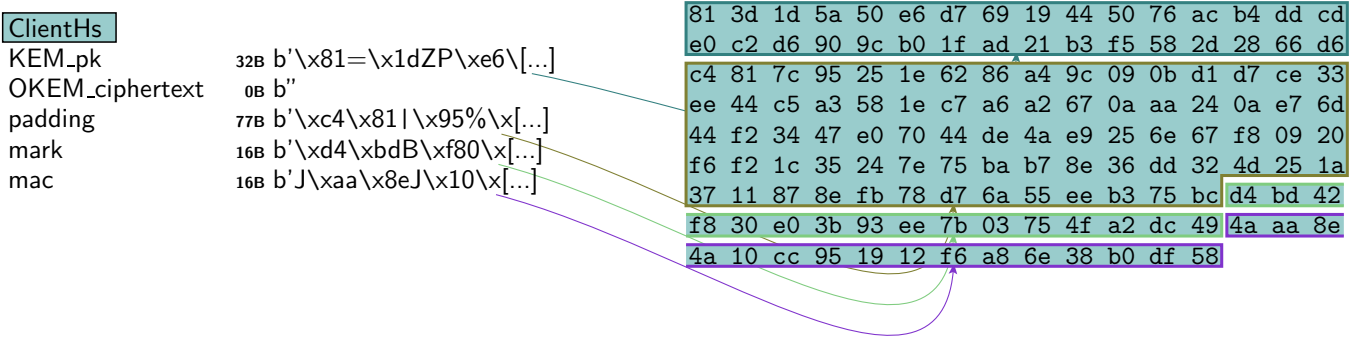 ClientHs
KEM_pk 32B b'\x81=\x1dZP\xe6\[...]
OKEM_ciphertext 0B b''
padding 77B b'\xc4\x81|\x95%\x[...]
mark 16B b'\xd4\xbdB\xf80\x[...]
mac 16B b'J\xaa\x8eJ\x10\x[...]
81 3d 1d 5a 50 e6 d7 69 19 44 50 76 ac b4 dd cd
e0 c2 d6 90 9c b0 1f ad 21 b3 f5 58 2d 28 66 d6
c4 81 7c 95 25 1e 62 86 a4 9c 09 0b d1 d7 ce 33
ee 44 c5 a3 58 1e c7 a6 a2 67 0a aa 24 0a e7 6d
44 f2 34 47 e0 70 44 de 4a e9 25 6e 67 f8 09 20
f6 f2 1c 35 24 7e 75 ba b7 8e 36 dd 32 4d 25 1a
37 11 87 8e fb 78 d7 6a 55 ee b3 75 bc d4 bd 42
f8 30 e0 3b 93 ee 7b 03 75 4f a2 dc 49 4a aa 8e
4a 10 cc 95 19 12 f6 a8 6e 38 b0 df 58